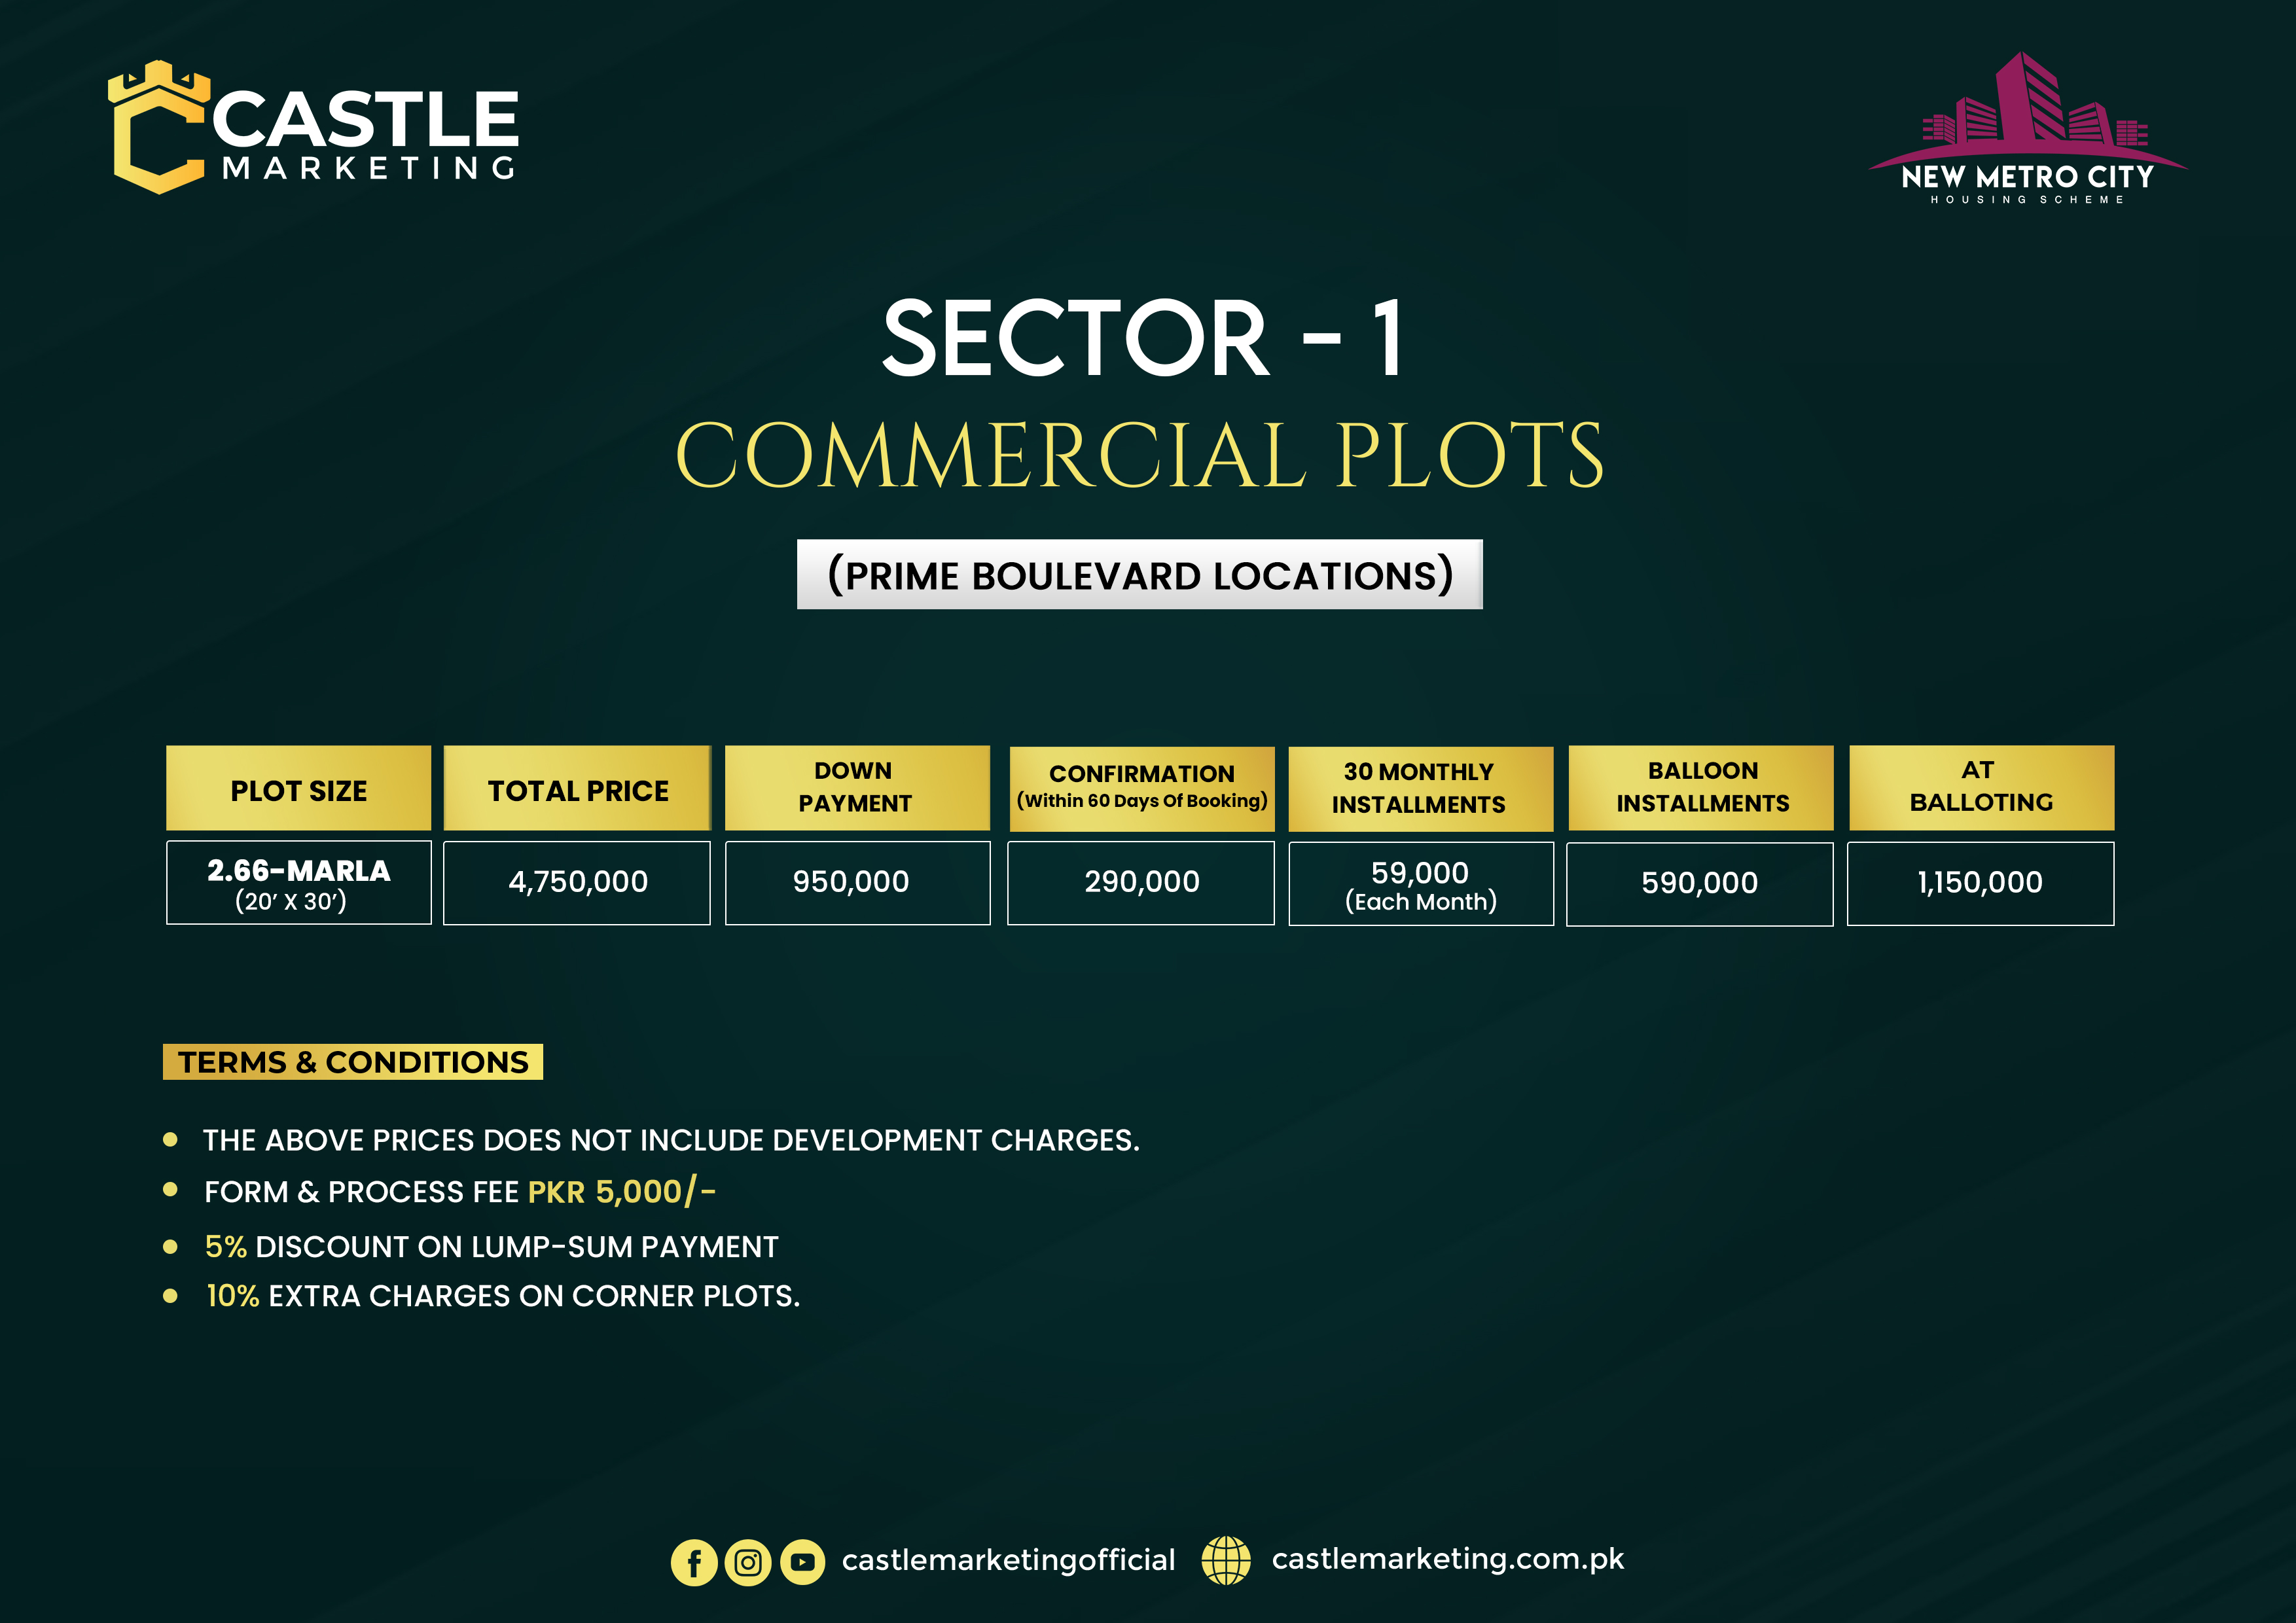 CASTLE
MARKETING
NEW METRO CITY
HOUSING SCHEME
SECTOR - 1
COMMERCIAL PLOTS
(PRIME BOULEVARD LOCATIONS)
PLOT SIZE
TOTAL PRICE
DOWN
PAYMENT
CONFIRMATION
(Within 60 Days Of Booking)
30 MONTHLY
INSTALLMENTS
BALLOON
INSTALLMENTS
AT
BALLOTING
2.66-MARLA
(20' X 30')
4,750,000
950,000
290,000
59,000
(Each Month)
590,000
1,150,000
TERMS & CONDITIONS
THE ABOVE PRICES DOES NOT INCLUDE DEVELOPMENT CHARGES.
FORM & PROCESS FEE PKR 5,000/-
5% DISCOUNT ON LUMP-SUM PAYMENT
10% EXTRA CHARGES ON CORNER PLOTS.
castlemarketingofficial
castlemarketing.com.pk